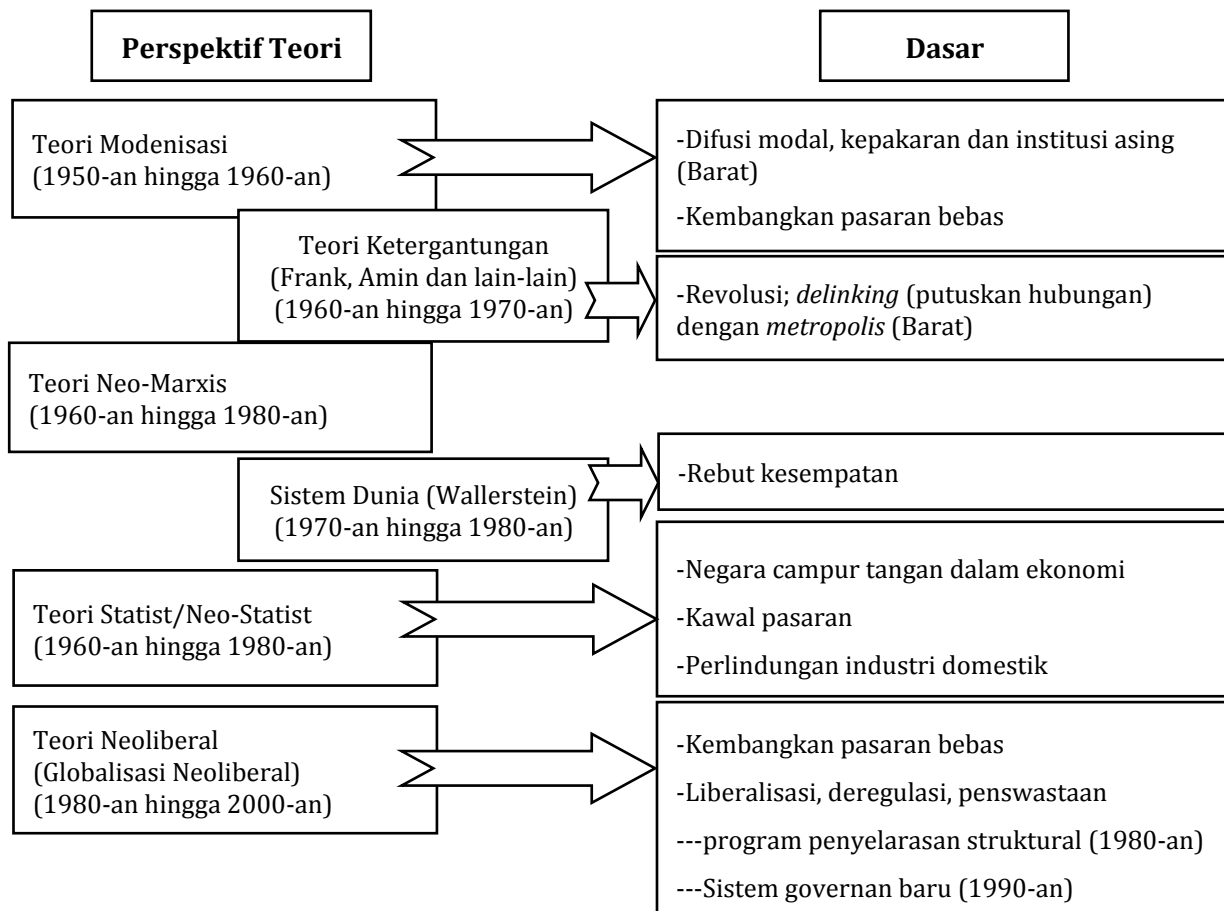 Perspektif Teori
Dasar
Teori Modenisasi
(1950-an hingga 1960-an)
-Difusi modal, kepakaran dan institusi asing
(Barat)
-Kembangkan pasaran bebas
Teori Ketergantungan
(Frank, Amin dan lain-lain)
(1960-an hingga 1970-an)
-Revolusi; delinking (putuskan hubungan)
dengan metropolis (Barat)
Teori Neo-Marxis
(1960-an hingga 1980-an)
Sistem Dunia (Wallerstein)
(1970-an hingga 1980-an)
-Rebut kesempatan
Teori Statist/Neo-Statist
(1960-an hingga 1980-an)
-Negara campur tangan dalam ekonomi
-Kawal pasaran
-Perlindungan industri domestik
Teori Neoliberal
(Globalisasi Neoliberal)
(1980-an hingga 2000-an)
-Kembangkan pasaran bebas
-Liberalisasi, deregulasi, penswastaan
---program penyelarasan struktural (1980-an)
---Sistem governan baru (1990-an)